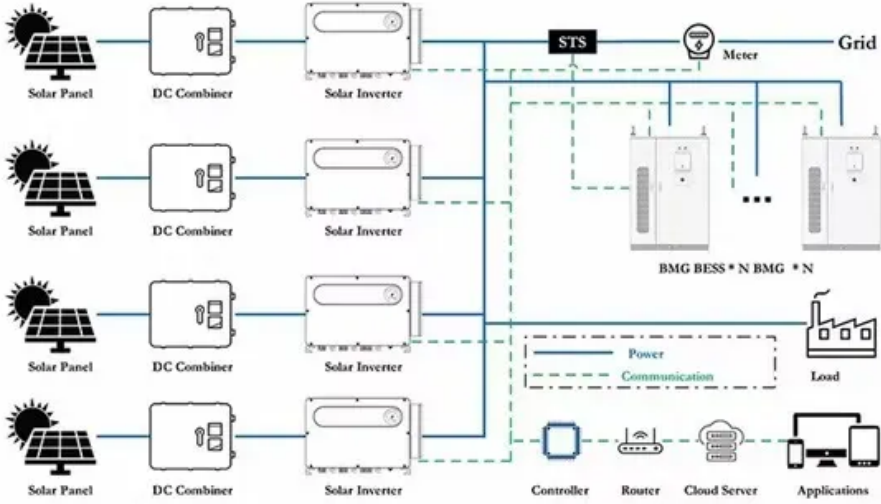 STS
Meter
Grid
Solar Panel
DC Combiner
Solar Inverter
Solar Panel
DC Combiner
Solar Inverter
BMG BESS * N BMG * N
Solar Panel
DC Combiner
Solar Inverter
Power
Communication
Load
Solar Panel
DC Combiner
Solar Inverter
Controller
Router
Cloud Server
Applications